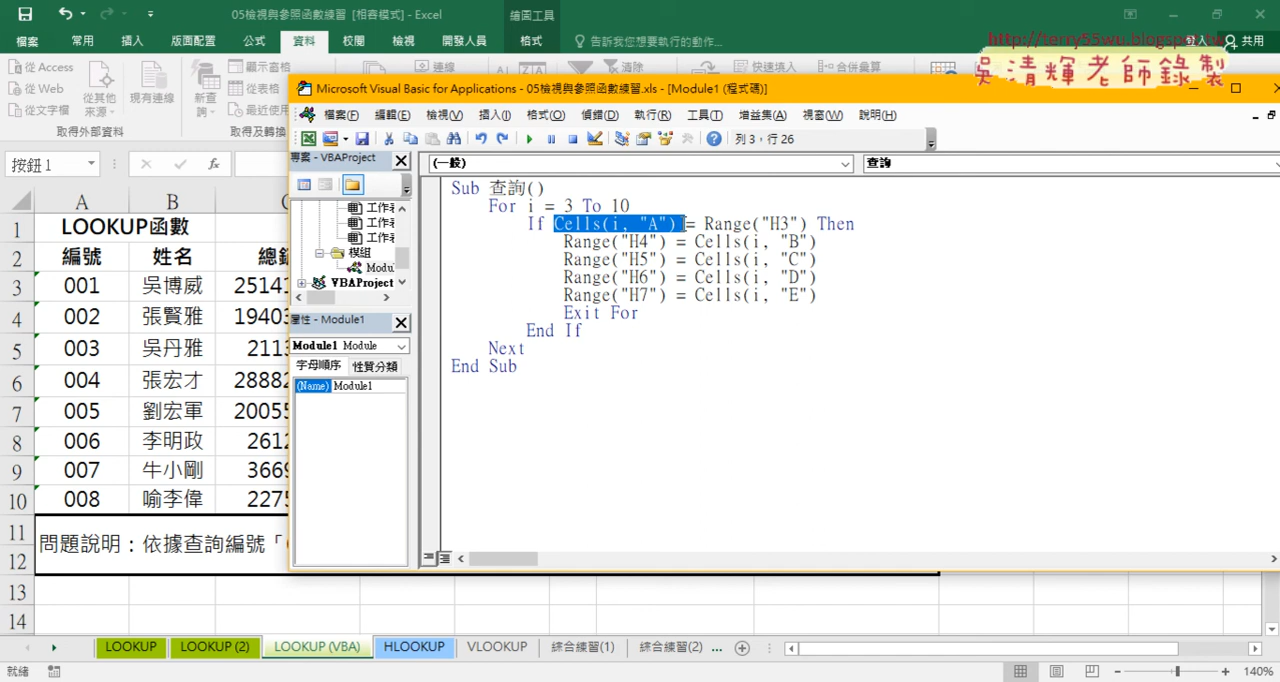 05檢視與參照函數練習 [相容模式] - Excel
繪圖工具
檔案
常用
插入
版面配置
公式
資料
校閱
檢視
開發人員
格式
告訴我您想要執行的動作...
登入
共用
http://terry55wu.blogspot.tw
吳清輝老師錄製
從 Access
從 Web
從文字檔
從其他
來源
現有連線
新查
詢
顯示查詢
從表格
最近使用
連線
清除
快速填入
合併彙算
取得外部資料
取得及轉換
Microsoft Visual Basic for Applications - 05檢視與參照函數練習.xls - [Module1 (程式碼)]
檔案(F)
編輯(E)
檢視(V)
插入(I)
格式(O)
偵錯(D)
執行(R)
工具(T)
增益集(A)
視窗(W)
說明(H)
列 3，行 26
按鈕 1
fx
專案 - VBAProject
工作
工作
工作
模組
Modu
VBAProject
屬性 - Module1
Module1 Module
字母順序
性質分類
(Name)
Module1
(一般)
查詢
Sub 查詢()
For i = 3 To 10
If Cells(i, "A") = Range("H3") Then
Range("H4") = Cells(i, "B")
Range("H5") = Cells(i, "C")
Range("H6") = Cells(i, "D")
Range("H7") = Cells(i, "E")
Exit For
End If
Next
End Sub
A B C
1 LOOKUP函數
2 編號 姓名
3 001 吳博威 25141
4 002 張賢雅 19403
5 003 吳丹雅 2113
6 004 張宏才 28882
7 005 劉宏軍 20055
8 006 李明政 2612
9 007 牛小剛 3669
10 008 喻李偉 2275
11
12 問題說明：依據查詢編號「
13
14
LOOKUP
LOOKUP (2)
LOOKUP (VBA)
HLOOKUP
VLOOKUP
綜合練習(1)
綜合練習(2)
...
就緒
140%